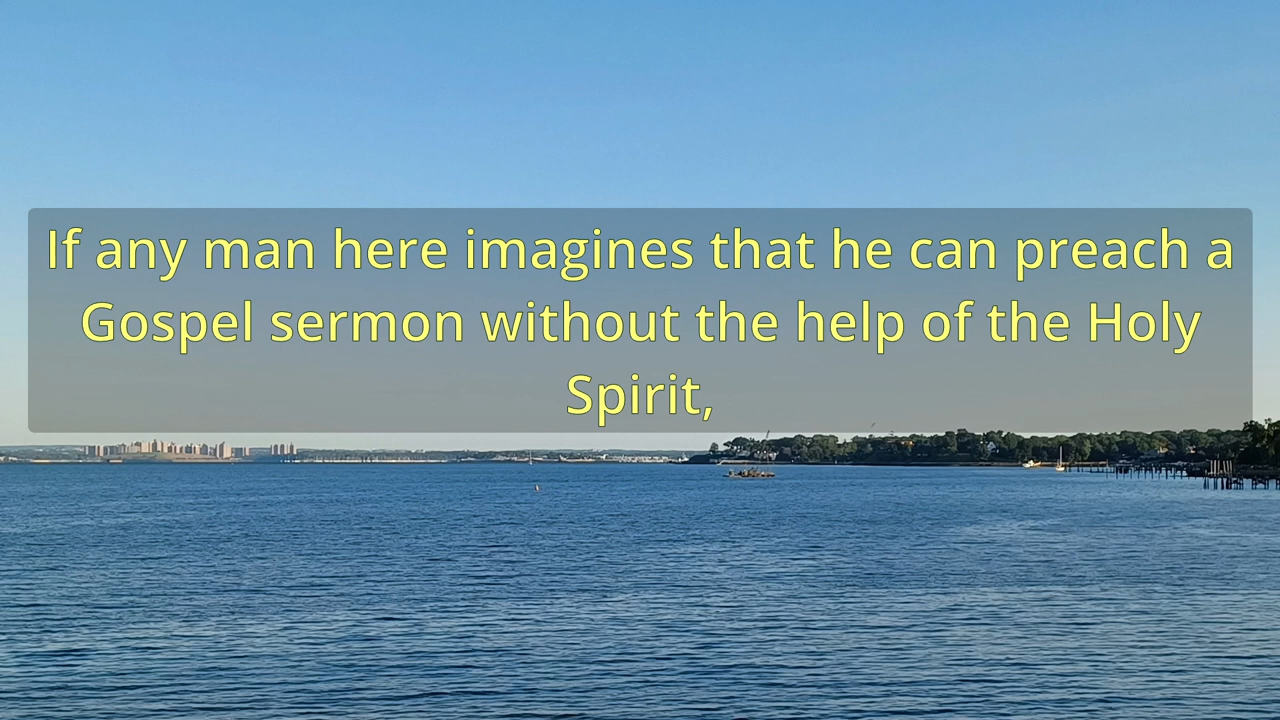 If any man here imagines that he can preach a
Gospel sermon without the help of the Holy
Spirit,